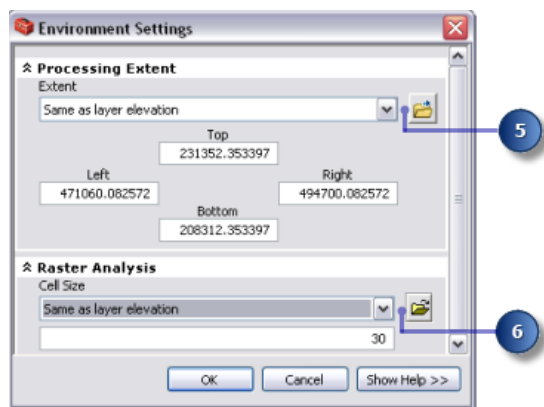 Environment Settings
Processing Extent
Extent
Same as layer elevation
5
Top
231352.353397
Left
Right
471060.082572
494700.082572
Bottom
208312.353397
Raster Analysis
Cell Size
Same as layer elevation
6
30
OK
Cancel
Show Help >>